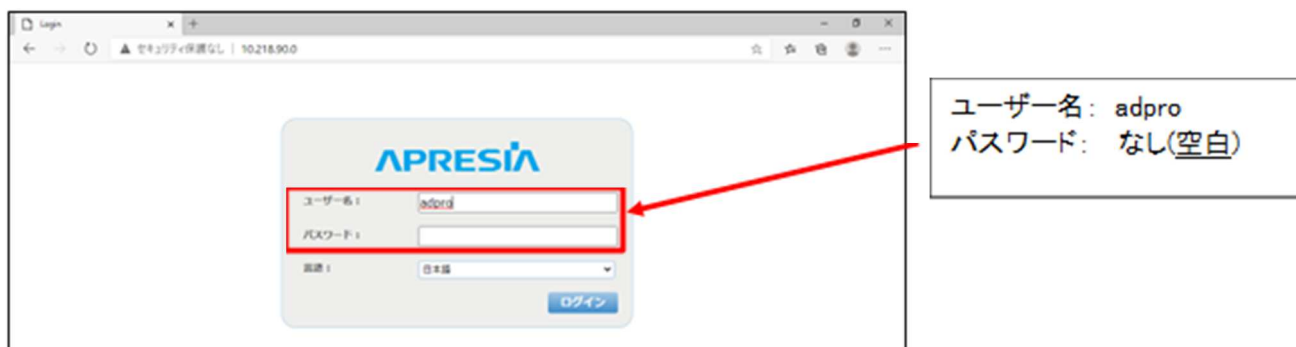 Login
セキュリティ保護なし | 10.218.90.0
APRESIA
ユーザー名：
adpro
パスワード：
言語：
日本語
ログイン
ユーザー名： adpro
パスワード： なし(空白)